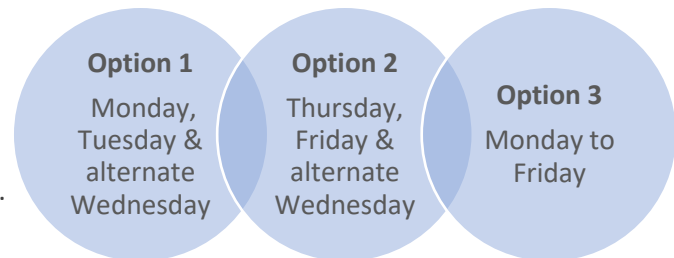 Option 1
Monday,
Tuesday &
alternate
Wednesday
Option 2
Thursday,
Friday &
alternate
Wednesday
Option 3
Monday to
Friday
.